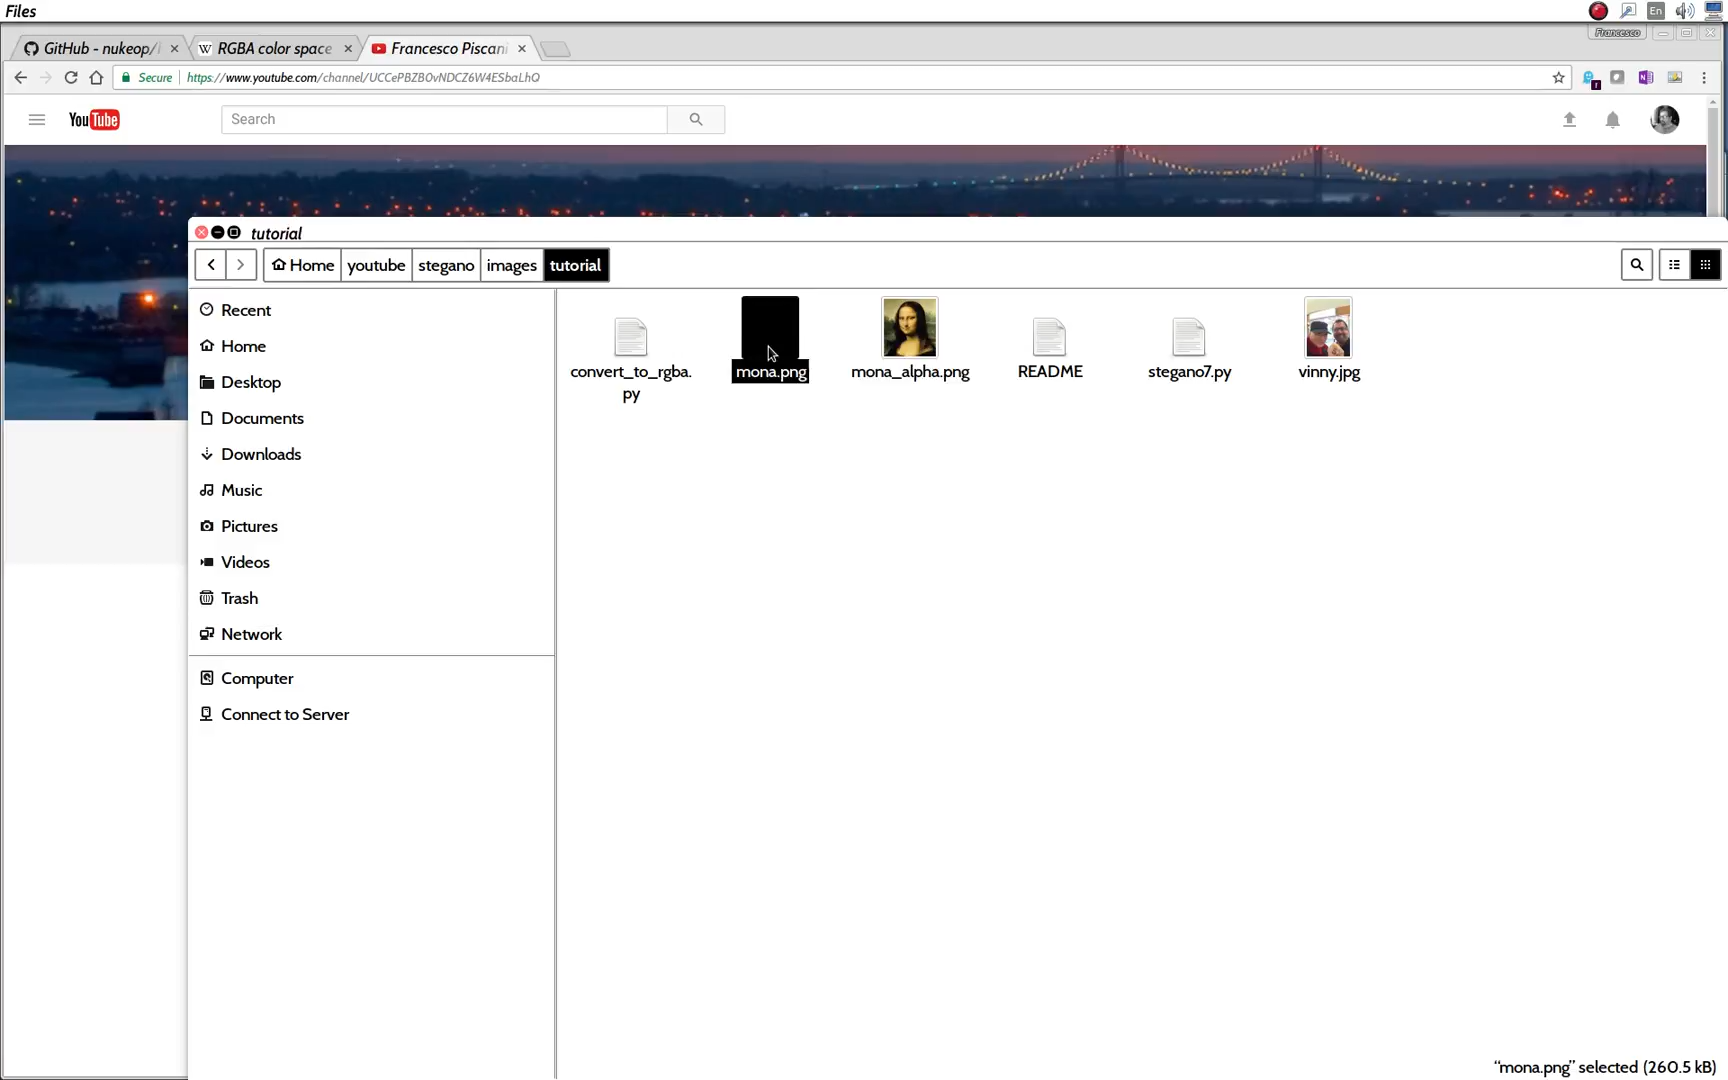 Files
En
GitHub - nukeop/
RGBA color space
Francesco Piscani
Francesco
Secure
https://www.youtube.com/channel/UCCePBZBOvNDCZ6W4ESbaLhQ
YouTube
Search
tutorial
Home
youtube
stegano
images
tutorial
Recent
Home
Desktop
Documents
Downloads
Music
Pictures
Videos
Trash
Network
Computer
Connect to Server
convert_to_rgba.
py
mona.png
mona_alpha.png
README
stegano7.py
vinny.jpg
“mona.png” selected (260.5 kB)